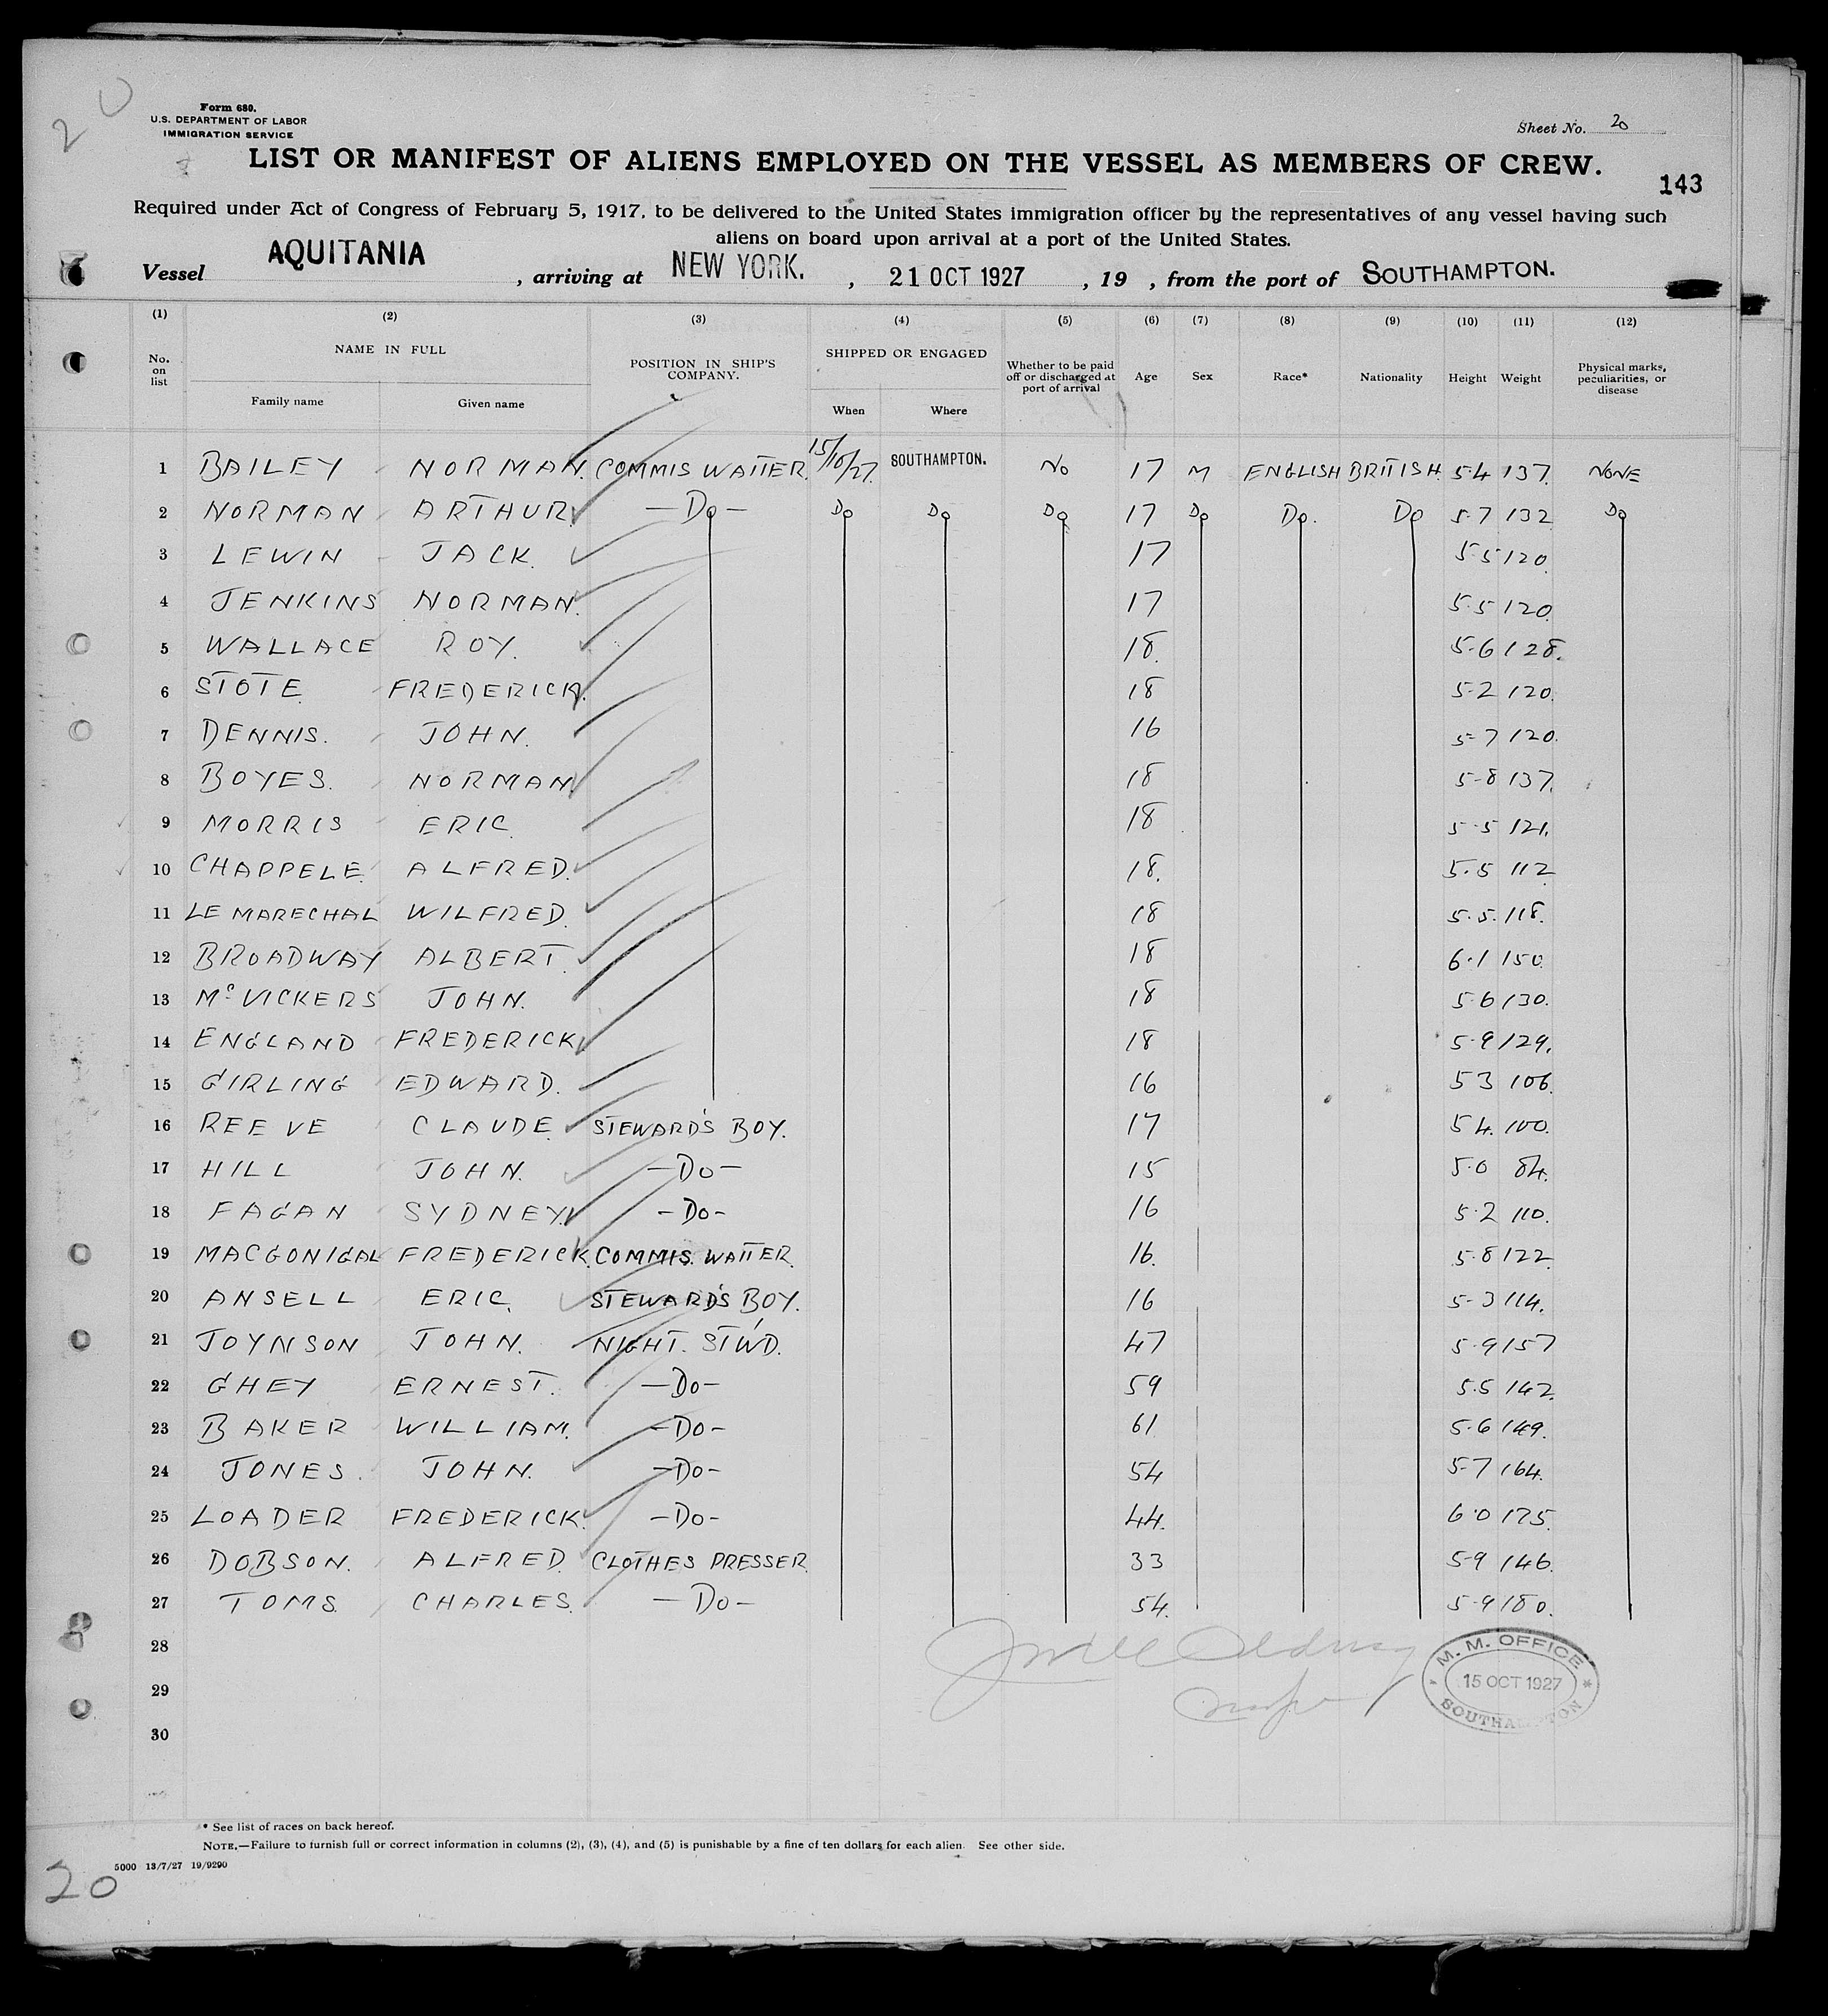 20
Form 680.
U.S. DEPARTMENT OF LABOR
IMMIGRATION SERVICE
Sheet No. 20
LIST OR MANIFEST OF ALIENS EMPLOYED ON THE VESSEL AS MEMBERS OF CREW.
143
Required under Act of Congress of February 5, 1917, to be delivered to the United States immigration officer by the representatives of any vessel having such
aliens on board upon arrival at a port of the United States.
Vessel AQUITANIA , arriving at NEW YORK. , 21 OCT 1927 , 19 , from the port of SOUTHAMPTON.
(1) (2) (3) (4) (5) (6) (7) (8) (9) (10) (11) (12)
No. on list NAME IN FULL Family name Given name POSITION IN SHIP'S COMPANY. SHIPPED OR ENGAGED When Where Whether to be paid off or discharged at port of arrival Age Sex Race* Nationality Height Weight Physical marks, peculiarities, or disease
1 BAILEY NORMAN. COMMIS WAITER. 15/10/27. SOUTHAMPTON. No 17 M ENGLISH BRITISH. 5.4 137. NONE
2 NORMAN ARTHUR. —Do— Do Do Do 17 Do Do. Do 5.7 132 Do
3 LEWIN JACK. 17 5.5 120.
4 JENKINS NORMAN. 17 5.5 120.
5 WALLACE ROY. 18. 5.6 128.
6 STOTE FREDERICK. 18 5.2 120.
7 DENNIS. JOHN. 16 5-7 120.
8 BOYES. NORMAN. 18 5-8 137.
9 MORRIS ERIC. 18 5-5 121.
10 CHAPPELE. ALFRED. 18. 5.5 112
11 LE MARECHAL WILFRED. 18 5.5. 118.
12 BROADWAY ALBERT. 18 6.1 150.
13 McVICKERS JOHN. 18 5.6 130.
14 ENGLAND FREDERICK. 18 5.9 129.
15 GIRLING EDWARD. 16 5 3 106.
16 REEVE CLAUDE. STEWARD'S BOY. 17 5 4. 100.
17 HILL JOHN. —Do— 15 5.0 84.
18 FAGAN SYDNEY. -Do- 16 5.2 110.
19 MACGONIGAL FREDERICK. COMMIS. WAITER. 16. 5.8 122.
20 ANSELL ERIC. STEWARD'S BOY. 16 5-3 114.
21 JOYNSON JOHN. NIGHT. ST'W'D. 47 5.9 157
22 GHEY ERNEST. —Do— 59 5.5 142.
23 BAKER WILLIAM. —Do- 61 5.6 149.
24 JONES. JOHN. —Do- 54 5-7 164.
25 LOADER FREDERICK. —Do- 44. 6.0 175.
26 DOBSON. ALFRED. CLOTHES PRESSER. 33 5-9 146.
27 TOMS. CHARLES. —Do— 54. 5-9 180.
28
29
30
M. M. OFFICE
15 OCT 1927
SOUTHAMPTON
* See list of races on back hereof.
NOTE.—Failure to furnish full or correct information in columns (2), (3), (4), and (5) is punishable by a fine of ten dollars for each alien. See other side.
5000 13/7/27 19/9290
20